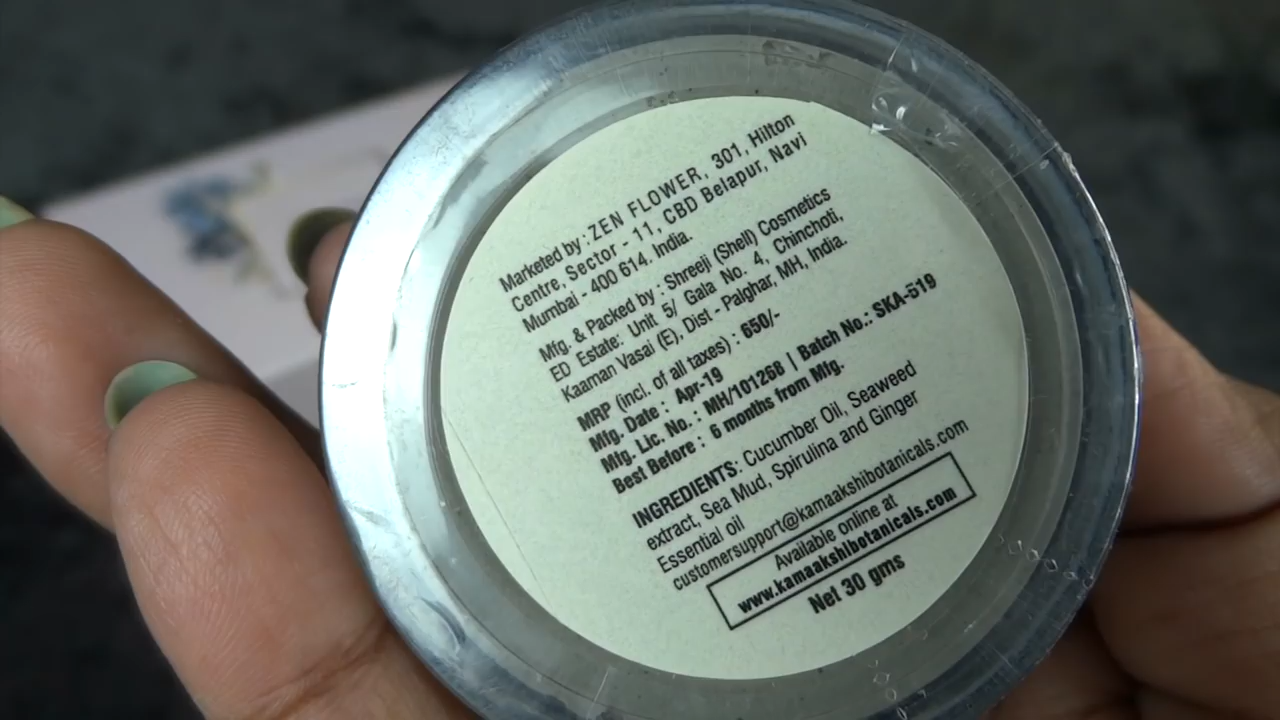 Marketed by : ZEN FLOWER, 301, Hilton
Centre, Sector - 11, CBD Belapur, Navi
Mumbai - 400 614. India.
Mfg. & Packed by : Shreeji (Shell) Cosmetics
ED Estate: Unit 5/ Gala No. 4, Chinchoti,
Kaaman Vasai (E), Dist - Palghar, MH, India.
MRP (incl. of all taxes) : 650/-
Mfg. Date : Apr-19
Mfg. Lic. No. : MH/101268 | Batch No.: SKA-519
Best Before : 6 months from Mfg.
INGREDIENTS: Cucumber Oil, Seaweed
extract, Sea Mud, Spirulina and Ginger
Essential oil
customersupport@kamaakshibotanicals.com
Available online at
www.kamaakshibotanicals.com
Net 30 gms